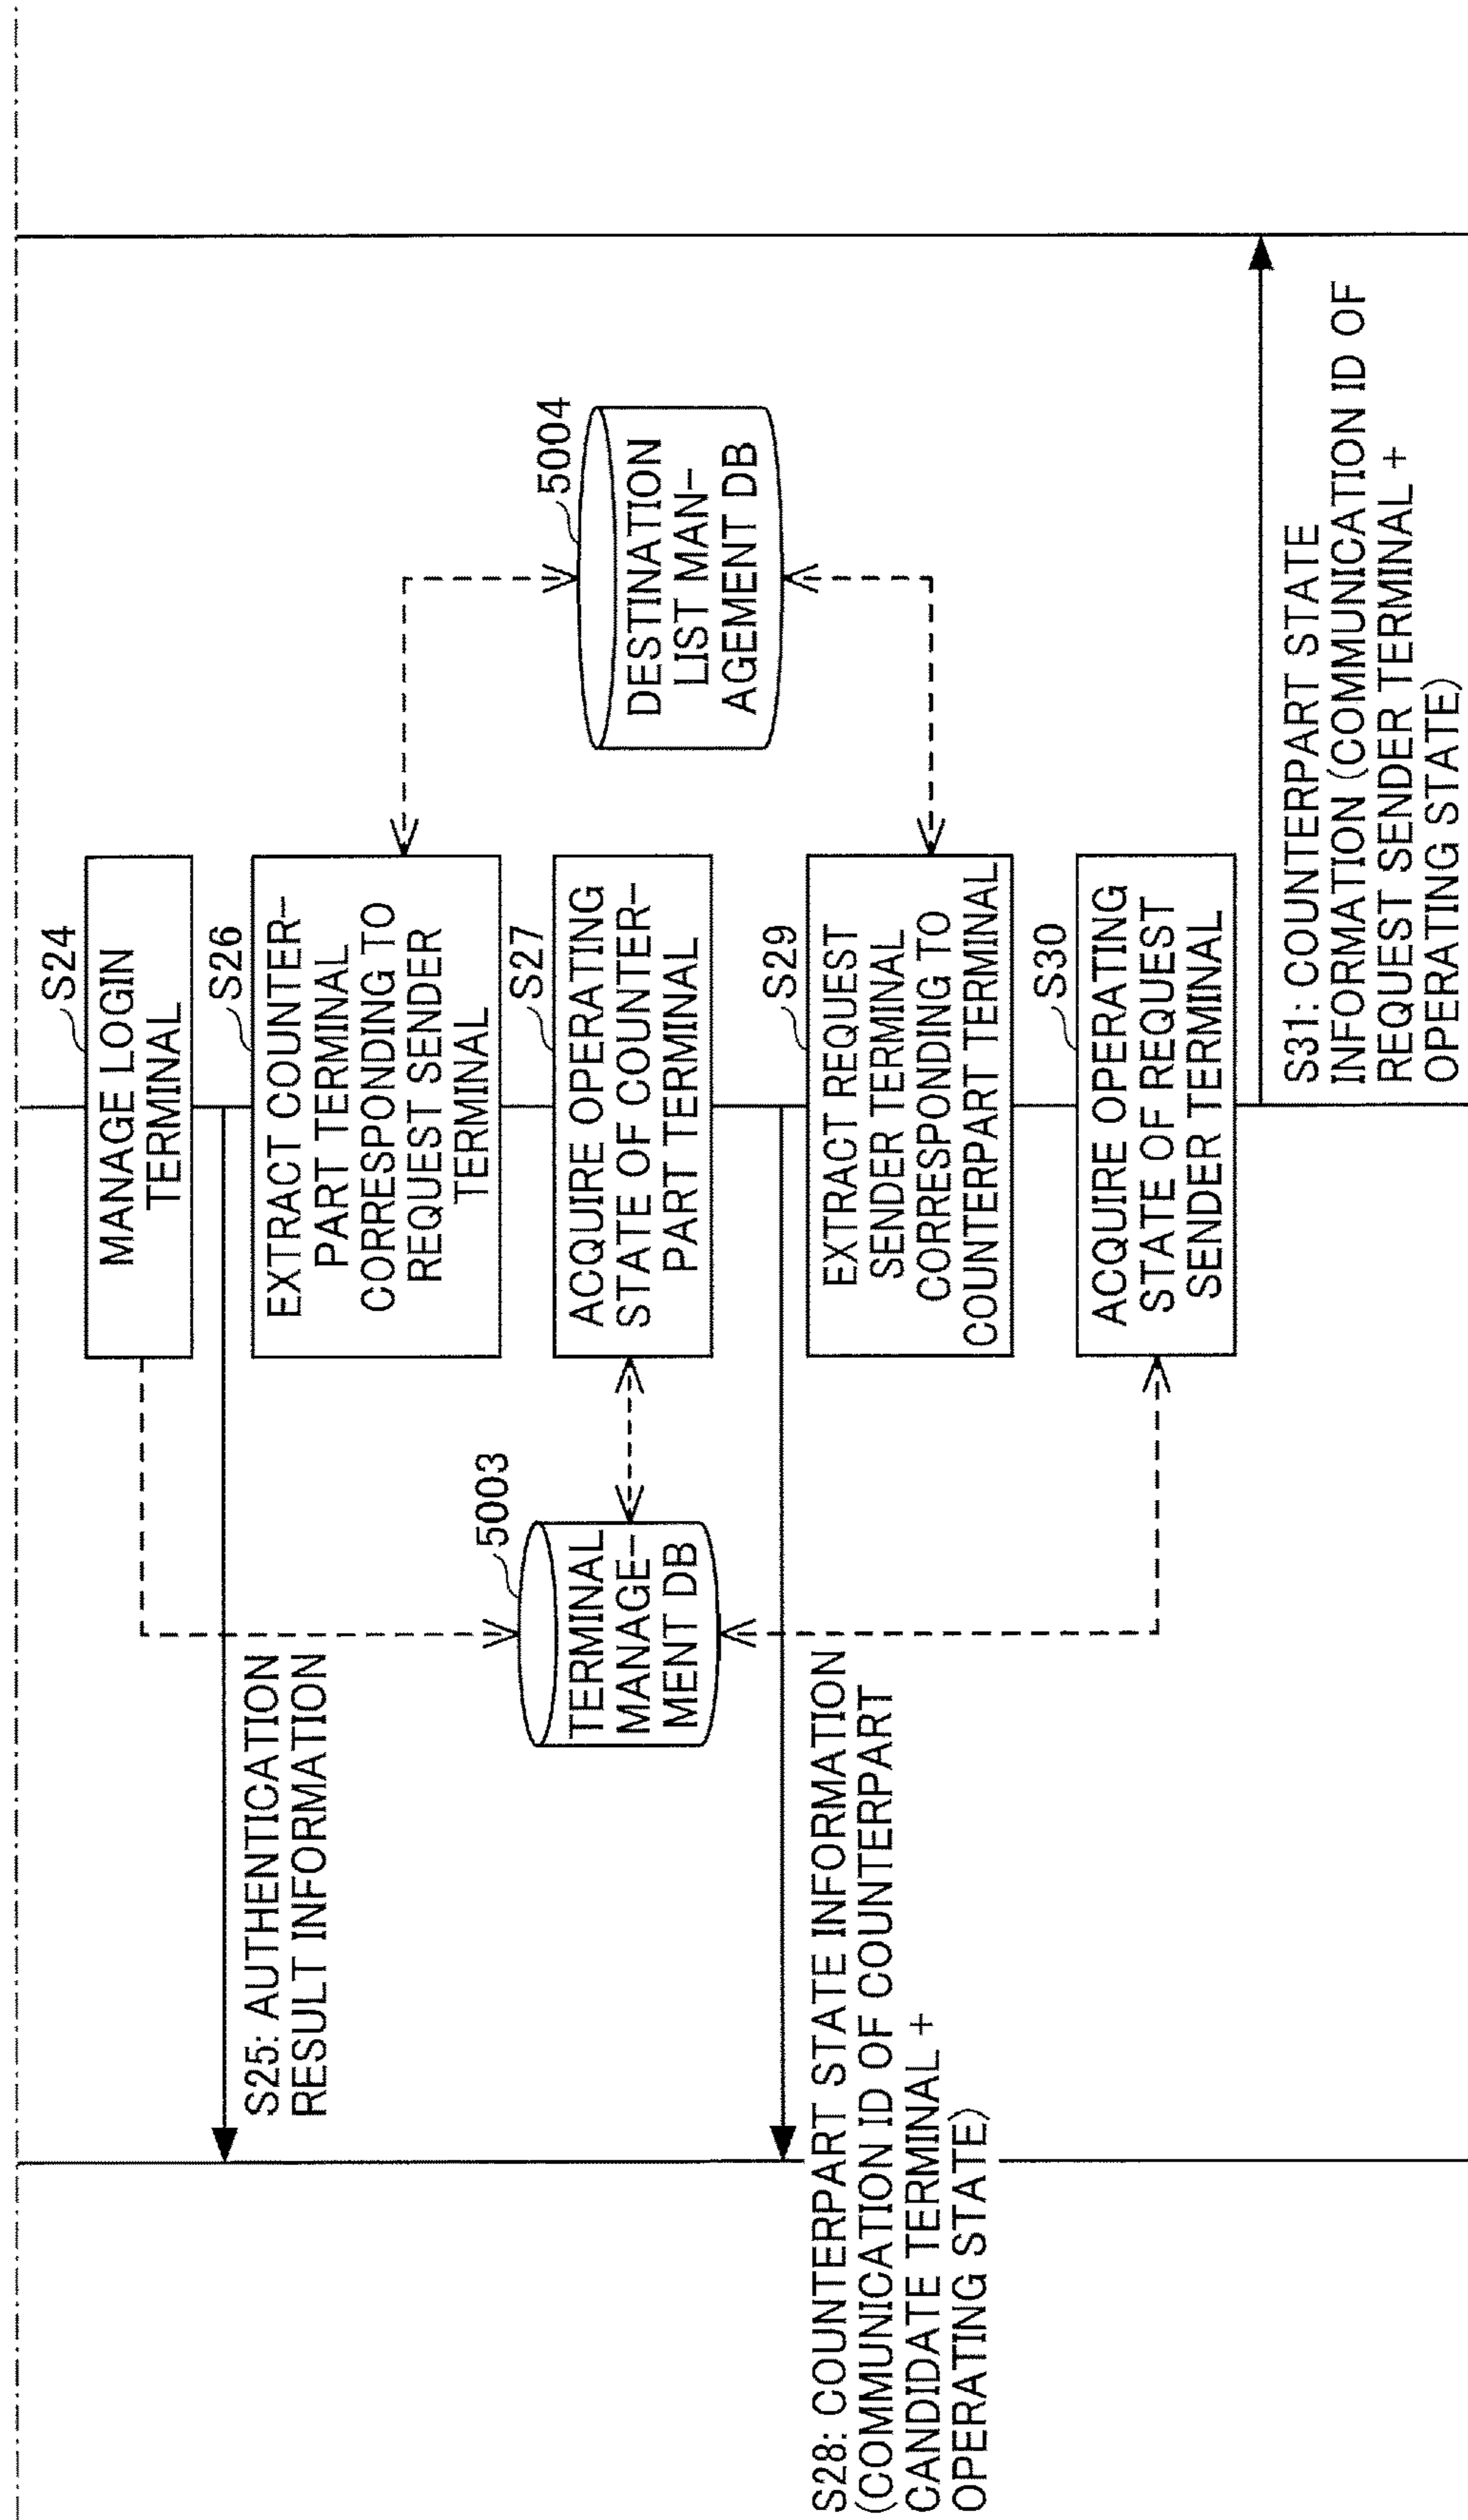 S24
MANAGE LOGIN
TERMINAL
S25: AUTHENTICATION
RESULT INFORMATION
S26
EXTRACT COUNTER-
PART TERMINAL
CORRESPONDING TO
REQUEST SENDER
TERMINAL
5003
TERMINAL
MANAGE-
MENT DB
S27
ACQUIRE OPERATING
STATE OF COUNTER-
PART TERMINAL
5004
DESTINATION
LIST MAN-
AGEMENT DB
S28: COUNTERPART STATE INFORMATION
(COMMUNICATION ID OF COUNTERPART
CANDIDATE TERMINAL +
OPERATING STATE)
S29
EXTRACT REQUEST
SENDER TERMINAL
CORRESPONDING TO
COUNTERPART TERMINAL
S30
ACQUIRE OPERATING
STATE OF REQUEST
SENDER TERMINAL
S31: COUNTERPART STATE
INFORMATION (COMMUNICATION ID OF
REQUEST SENDER TERMINAL +
OPERATING STATE)